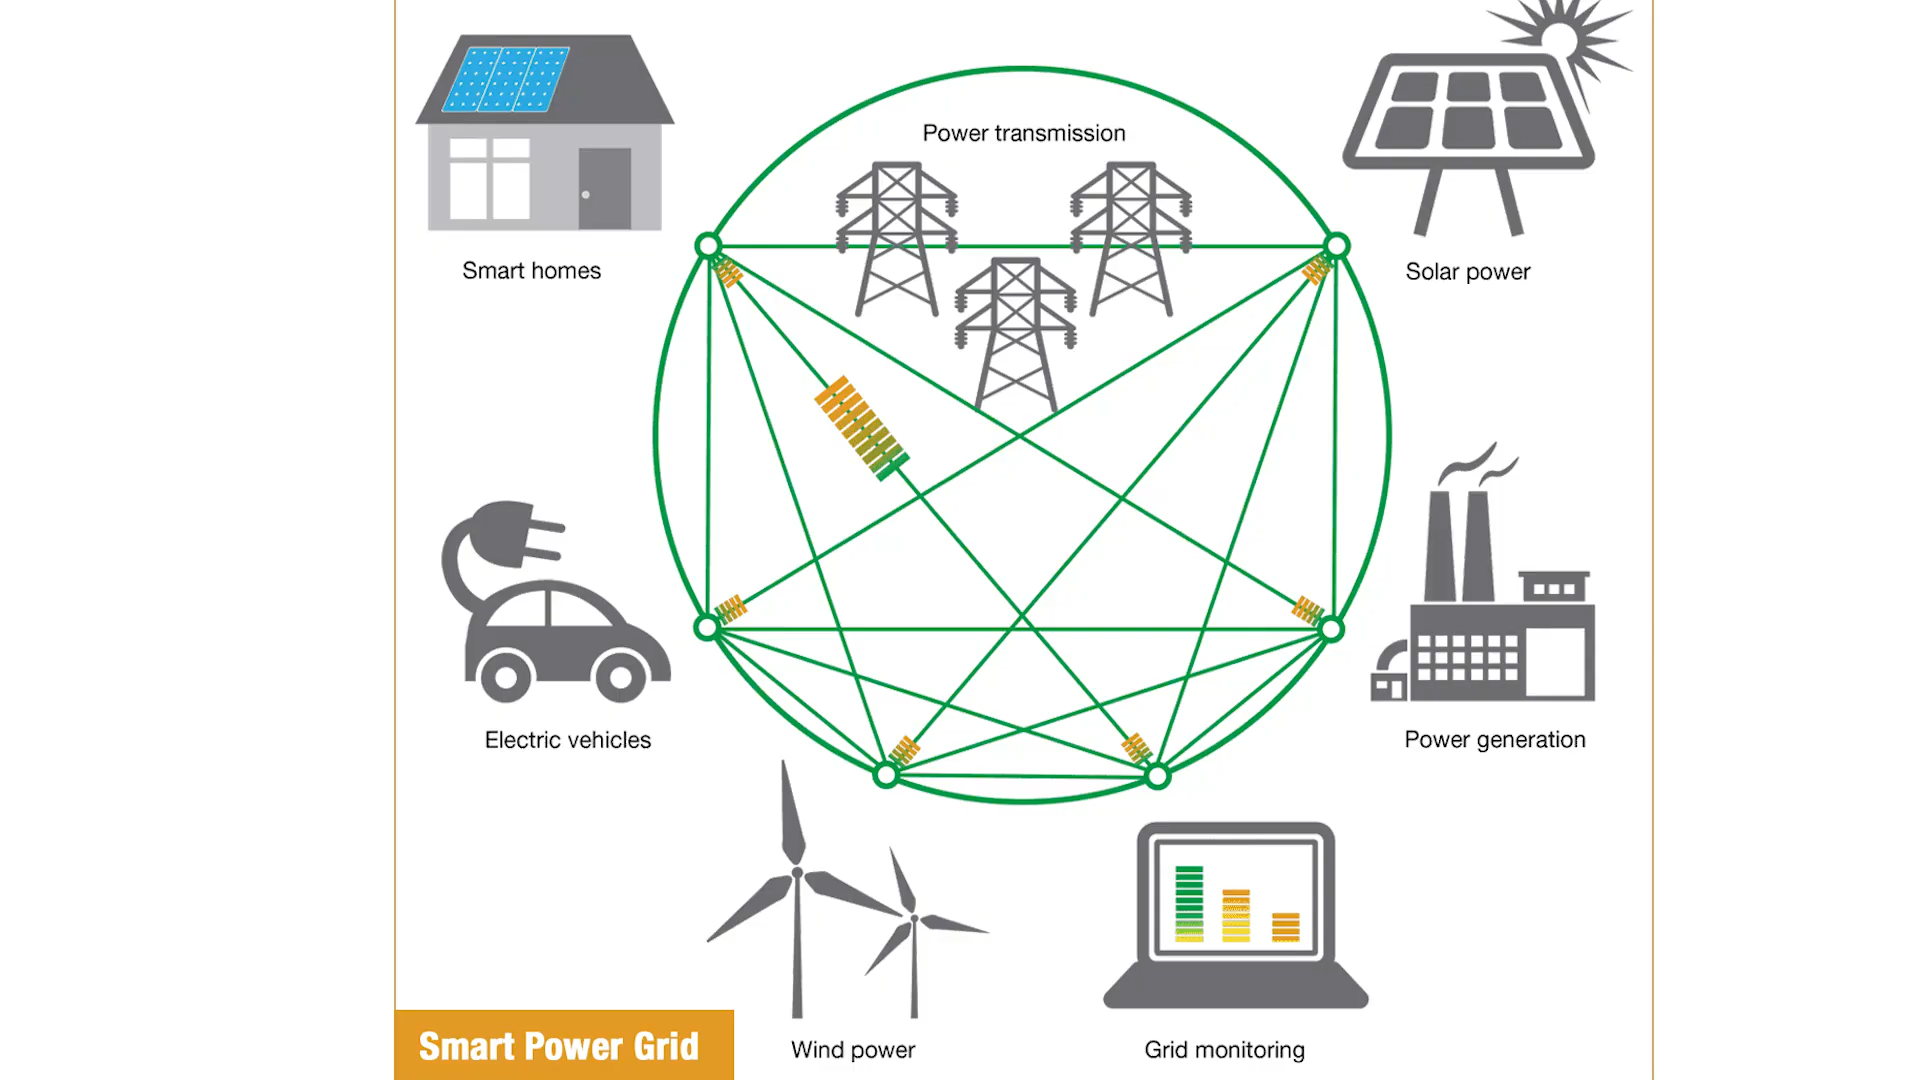 Power transmission
Smart homes
Solar power
Electric vehicles
Power generation
Smart Power Grid
Wind power
Grid monitoring